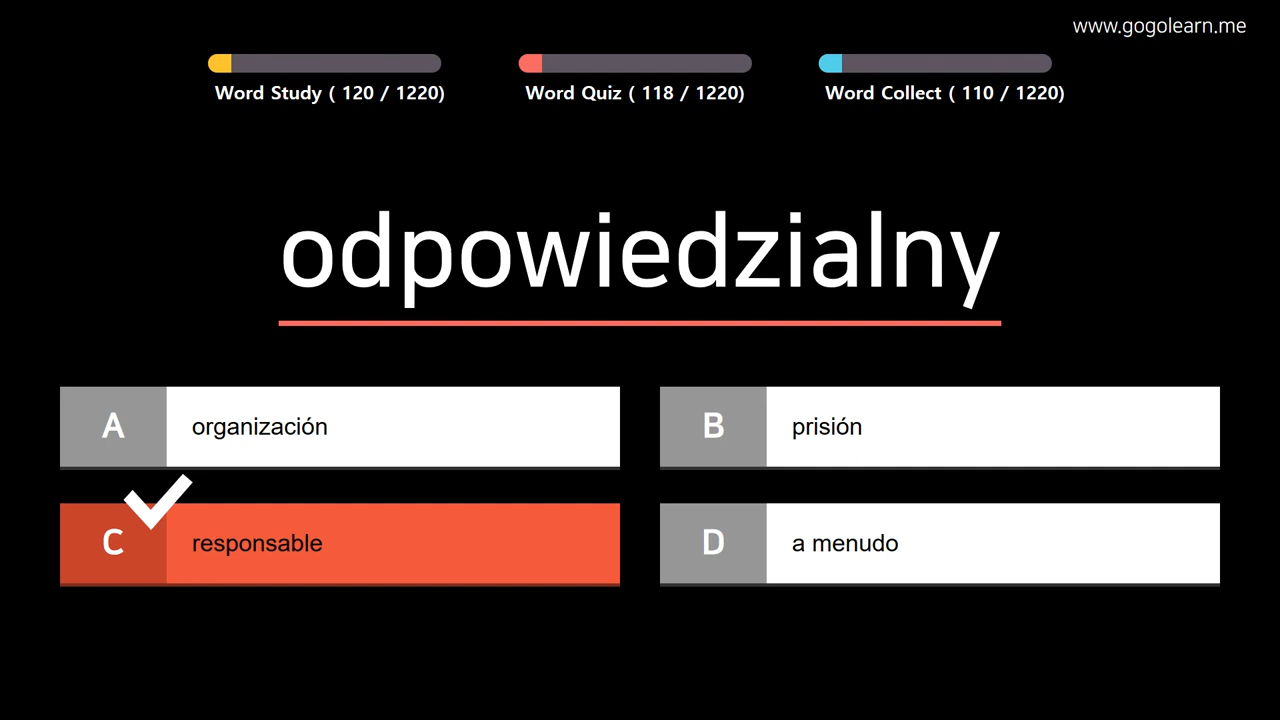 www.gogolearn.me
Word Study ( 120 / 1220)
Word Quiz ( 118 / 1220)
Word Collect ( 110 / 1220)
odpowiedzialny
A
organización
B
prisión
C
responsable
D
a menudo